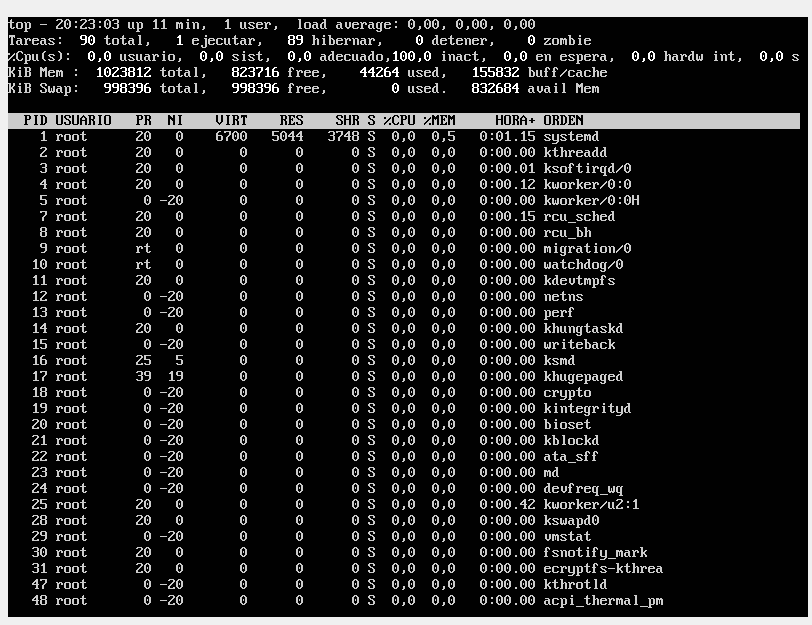 top - 20:23:03 up 11 min,  1 user,  load average: 0,00, 0,00, 0,00
Tareas:  90 total,   1 ejecutar,   89 hibernar,    0 detener,    0 zombie
%Cpu(s):  0,0 usuario,  0,0 sist,  0,0 adecuado,100,0 inact,  0,0 en espera,  0,0 hardw int,  0,0 s
KiB Mem :  1023812 total,   823716 free,    44264 used,   155832 buff/cache
KiB Swap:   998396 total,   998396 free,        0 used.   832684 avail Mem
PID USUARIO   PR  NI    VIRT    RES    SHR S %CPU %MEM     HORA+ ORDEN
1 root      20   0    6700   5044   3748 S  0,0  0,5   0:01.15 systemd
2 root      20   0       0      0      0 S  0,0  0,0   0:00.00 kthreadd
3 root      20   0       0      0      0 S  0,0  0,0   0:00.01 ksoftirqd/0
4 root      20   0       0      0      0 S  0,0  0,0   0:00.12 kworker/0:0
5 root       0 -20       0      0      0 S  0,0  0,0   0:00.00 kworker/0:0H
7 root      20   0       0      0      0 S  0,0  0,0   0:00.15 rcu_sched
8 root      20   0       0      0      0 S  0,0  0,0   0:00.00 rcu_bh
9 root      rt   0       0      0      0 S  0,0  0,0   0:00.00 migration/0
10 root      rt   0       0      0      0 S  0,0  0,0   0:00.00 watchdog/0
11 root      20   0       0      0      0 S  0,0  0,0   0:00.00 kdevtmpfs
12 root       0 -20       0      0      0 S  0,0  0,0   0:00.00 netns
13 root       0 -20       0      0      0 S  0,0  0,0   0:00.00 perf
14 root      20   0       0      0      0 S  0,0  0,0   0:00.00 khungtaskd
15 root       0 -20       0      0      0 S  0,0  0,0   0:00.00 writeback
16 root      25   5       0      0      0 S  0,0  0,0   0:00.00 ksmd
17 root      39  19       0      0      0 S  0,0  0,0   0:00.00 khugepaged
18 root       0 -20       0      0      0 S  0,0  0,0   0:00.00 crypto
19 root       0 -20       0      0      0 S  0,0  0,0   0:00.00 kintegrityd
20 root       0 -20       0      0      0 S  0,0  0,0   0:00.00 bioset
21 root       0 -20       0      0      0 S  0,0  0,0   0:00.00 kblockd
22 root       0 -20       0      0      0 S  0,0  0,0   0:00.00 ata_sff
23 root       0 -20       0      0      0 S  0,0  0,0   0:00.00 md
24 root       0 -20       0      0      0 S  0,0  0,0   0:00.00 devfreq_wq
25 root      20   0       0      0      0 S  0,0  0,0   0:00.42 kworker/u2:1
28 root      20   0       0      0      0 S  0,0  0,0   0:00.00 kswapd0
29 root       0 -20       0      0      0 S  0,0  0,0   0:00.00 vmstat
30 root      20   0       0      0      0 S  0,0  0,0   0:00.00 fsnotify_mark
31 root      20   0       0      0      0 S  0,0  0,0   0:00.00 ecryptfs-kthrea
47 root       0 -20       0      0      0 S  0,0  0,0   0:00.00 kthrotld
48 root       0 -20       0      0      0 S  0,0  0,0   0:00.00 acpi_thermal_pm